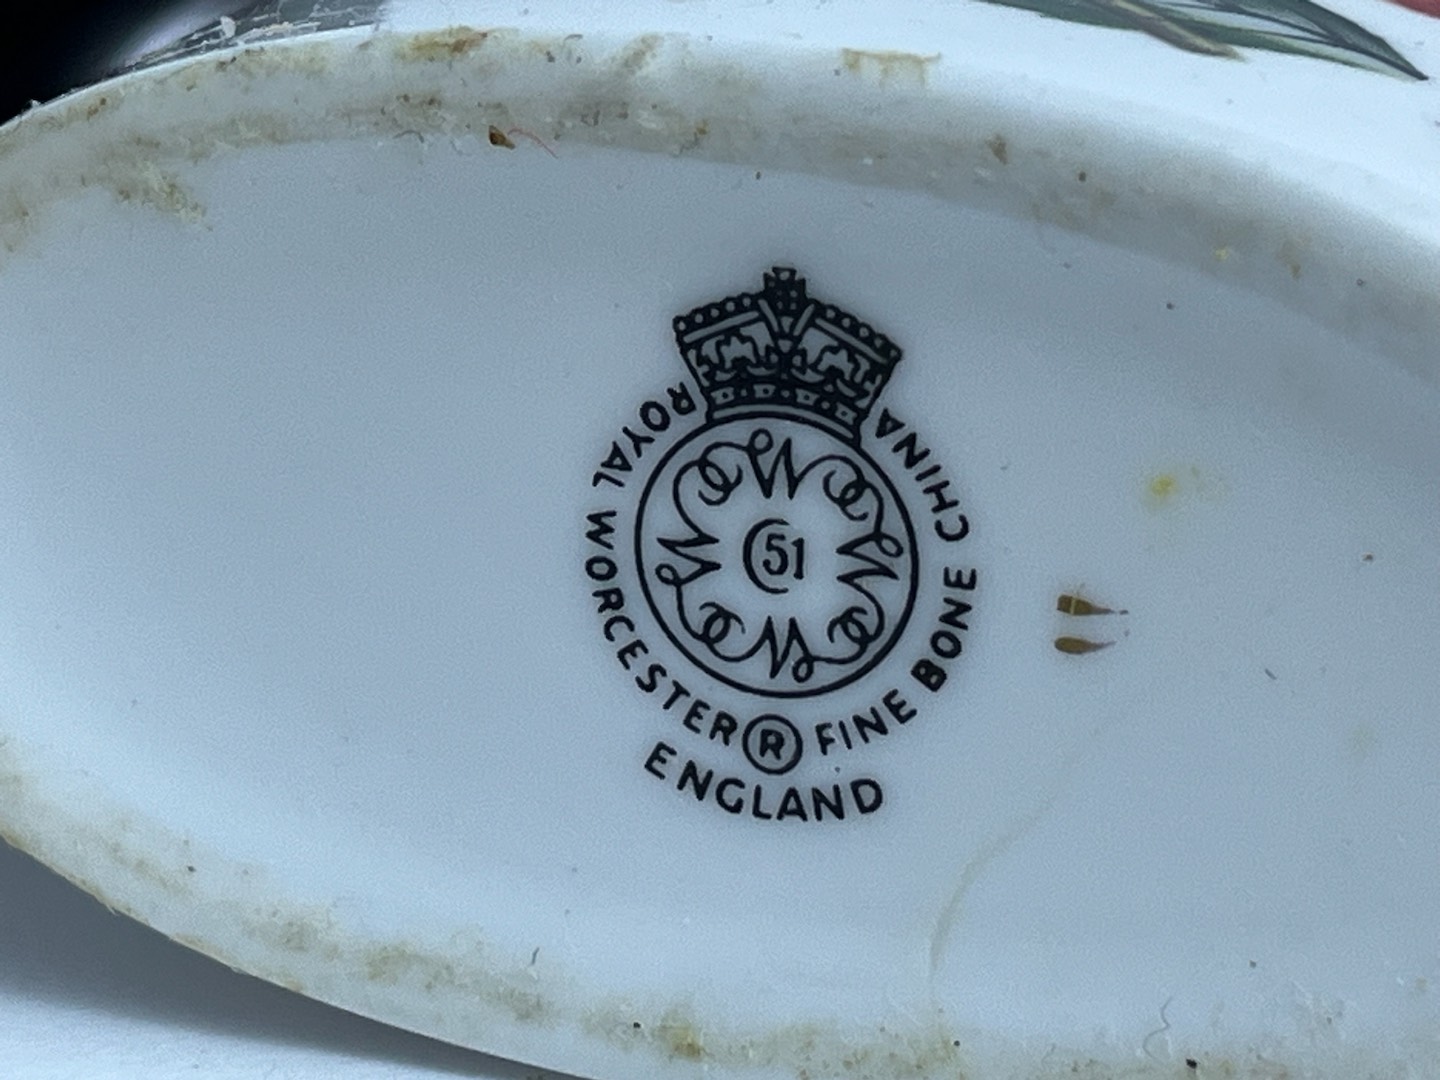 ROYAL WORCESTER ® FINE BONE CHINA
51
ENGLAND